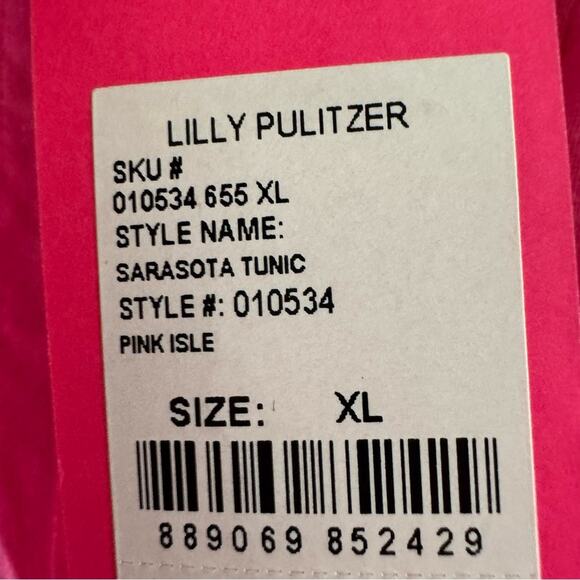 LILLY PULITZER
SKU #
010534 655 XL
STYLE NAME:
SARASOTA TUNIC
STYLE #: 010534
PINK ISLE
SIZE: XL
889069 852429